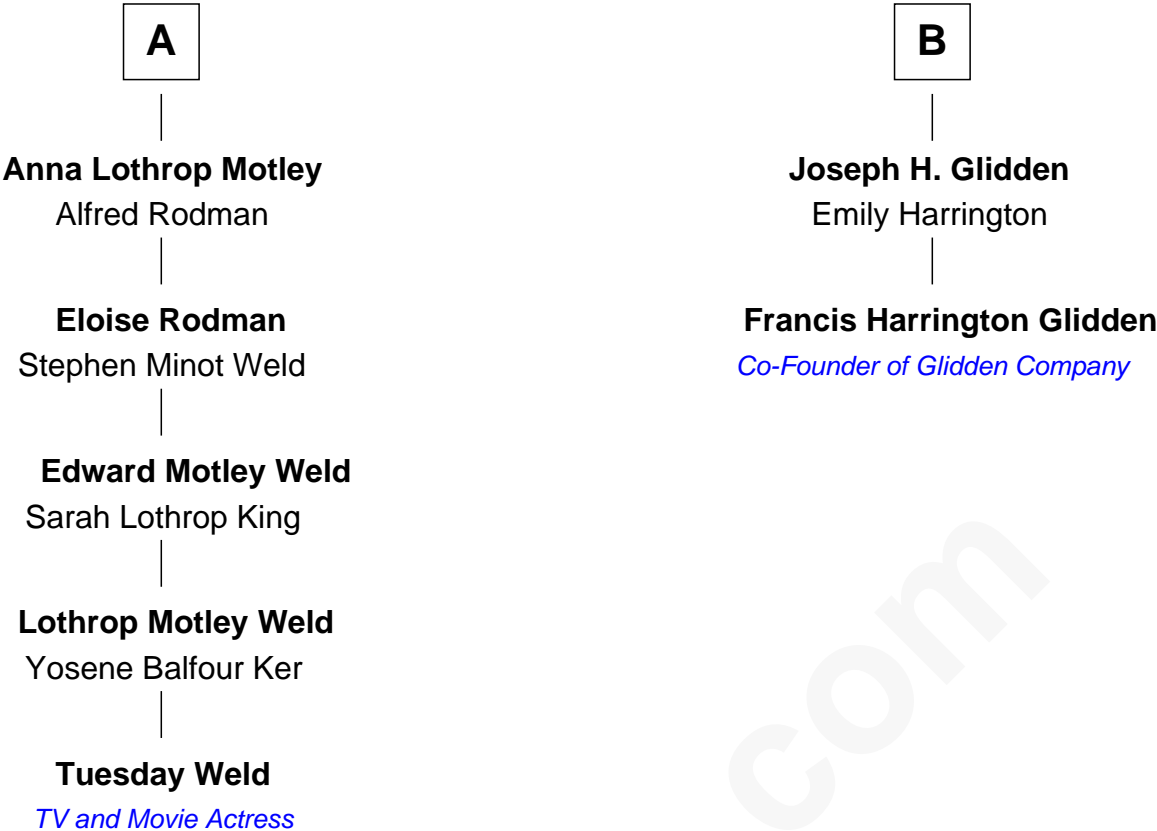 A
Anna Lothrop Motley
Alfred Rodman
Eloise Rodman
Stephen Minot Weld
Edward Motley Weld
Sarah Lothrop King
Lothrop Motley Weld
Yosene Balfour Ker
Tuesday Weld
TV and Movie Actress
B
Joseph H. Glidden
Emily Harrington
Francis Harrington Glidden
Co-Founder of Glidden Company
com